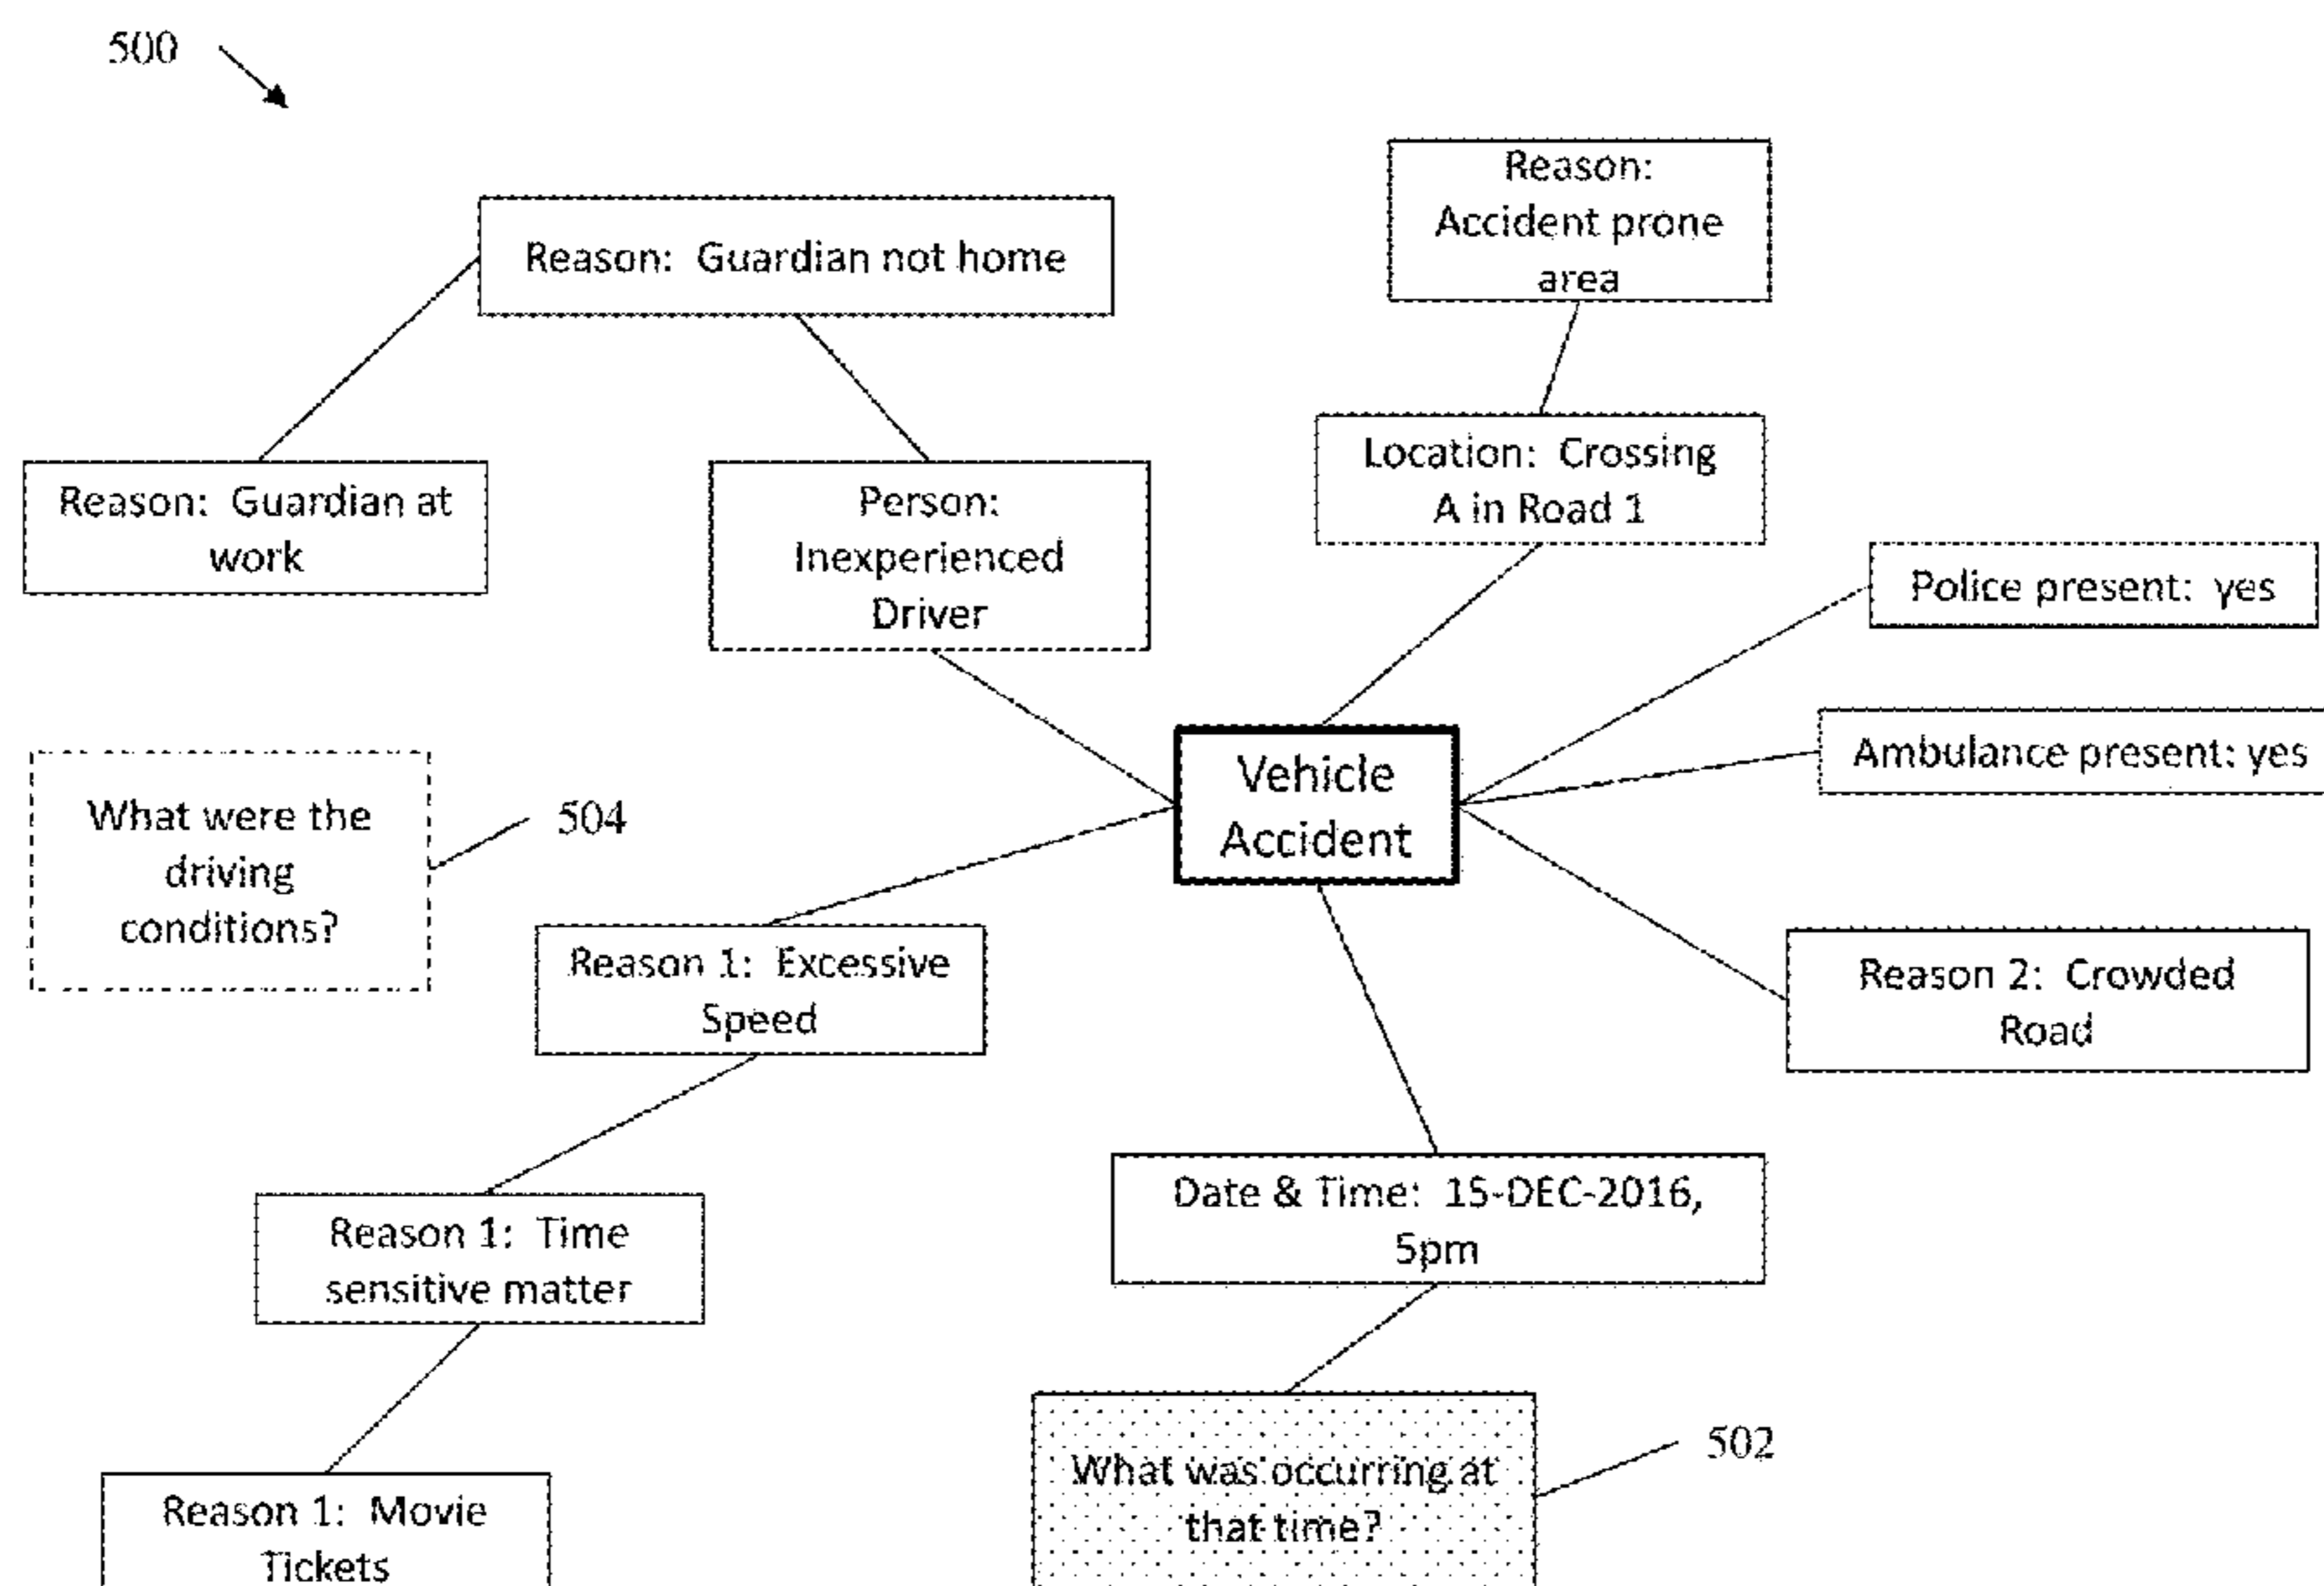 500
Reason:
Accident prone
area
Reason: Guardian not home
Location: Crossing
A in Road 1
Reason: Guardian at
work
Person:
Inexperienced
Driver
Police present: yes
Ambulance present: yes
Vehicle
Accident
What were the
driving
conditions?
504
Reason 1: Excessive
Speed
Reason 2: Crowded
Road
Date & Time: 15-DEC-2016,
5pm
Reason 1: Time
sensitive matter
What was occurring at
that time?
502
Reason 1: Movie
Tickets